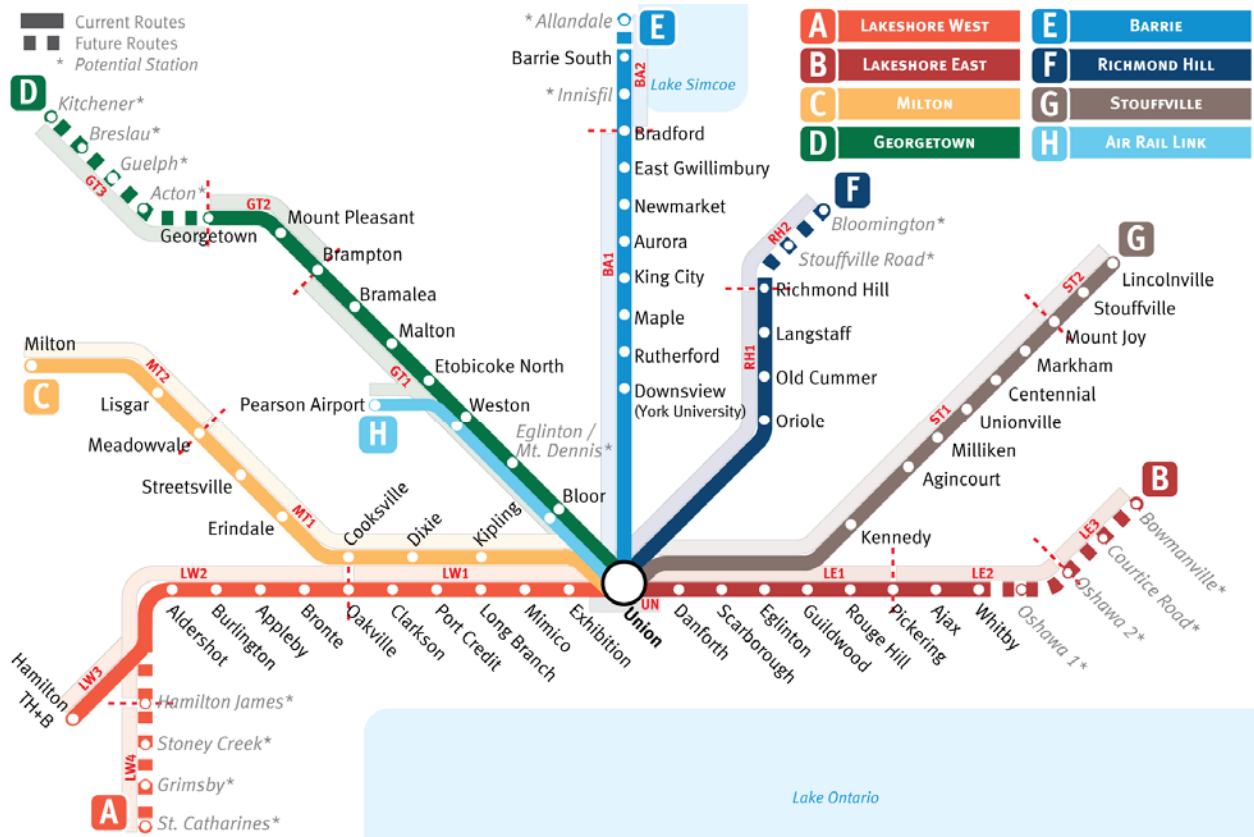 Current Routes
Future Routes
* Potential Station
A LAKESHORE WEST
B LAKESHORE EAST
C MILTON
D GEORGETOWN
E BARRIE
F RICHMOND HILL
G STOUFFVILLE
H AIR RAIL LINK
* Allandale
E
Barrie South
BA2
* Innisfil
Lake Simcoe
Bradford
East Gwillimbury
Newmarket
Aurora
BA1
King City
Maple
Rutherford
Downsview
(York University)
D
Kitchener*
Breslau*
Guelph*
GT3
Acton*
Georgetown
GT2
Mount Pleasant
Brampton
Bramalea
Malton
GT1
Etobicoke North
Weston
Eglinton /
Mt. Dennis*
Bloor
Pearson Airport
H
F
Bloomington*
RH2
Stouffville Road*
Richmond Hill
Langstaff
RH1
Old Cummer
Oriole
G
Lincolnville
ST2
Stouffville
Mount Joy
Markham
Centennial
ST1
Unionville
Milliken
Agincourt
Kennedy
Milton
C
MT2
Lisgar
Meadowvale
Streetsville
Erindale
MT1
Cooksville
Dixie
Kipling
LW2
LW1
Aldershot
Burlington
Appleby
Bronte
Oakville
Clarkson
Port Credit
Long Branch
Mimico
Exhibition
Union
UN
Hamilton
TH+B
LW3
Hamilton James*
Stoney Creek*
LW4
Grimsby*
A
St. Catharines*
LE1
LE2
LE3
B
Danforth
Scarborough
Eglinton
Guildwood
Rouge Hill
Pickering
Ajax
Whitby
Oshawa 1*
Oshawa 2*
Courtice Road*
Bowmanville*
Lake Ontario